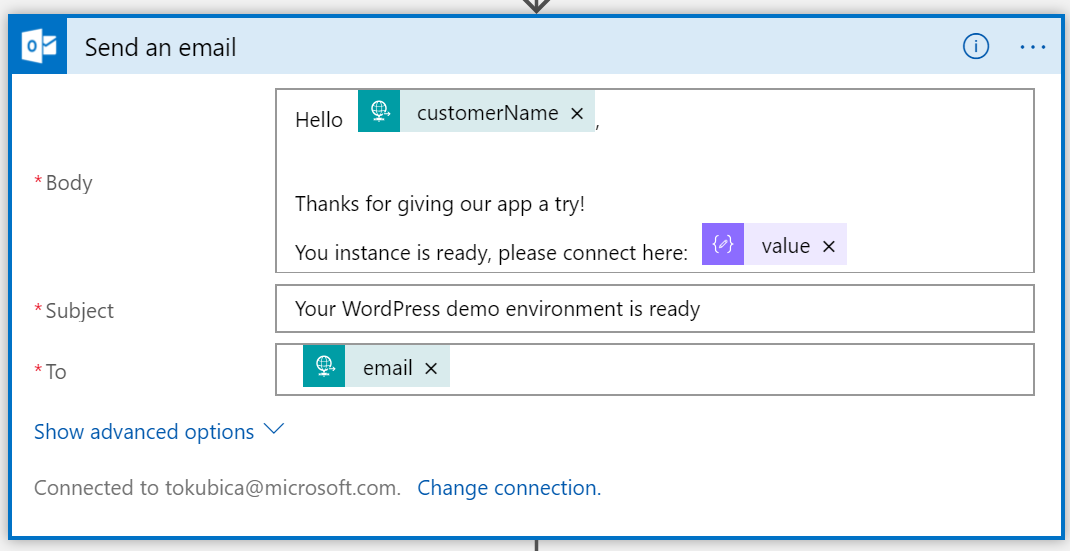 Send an email
* Body
Hello customerName ×,
Thanks for giving our app a try!
You instance is ready, please connect here: value ×
* Subject
Your WordPress demo environment is ready
* To
email ×
Show advanced options
Connected to tokubica@microsoft.com. Change connection.